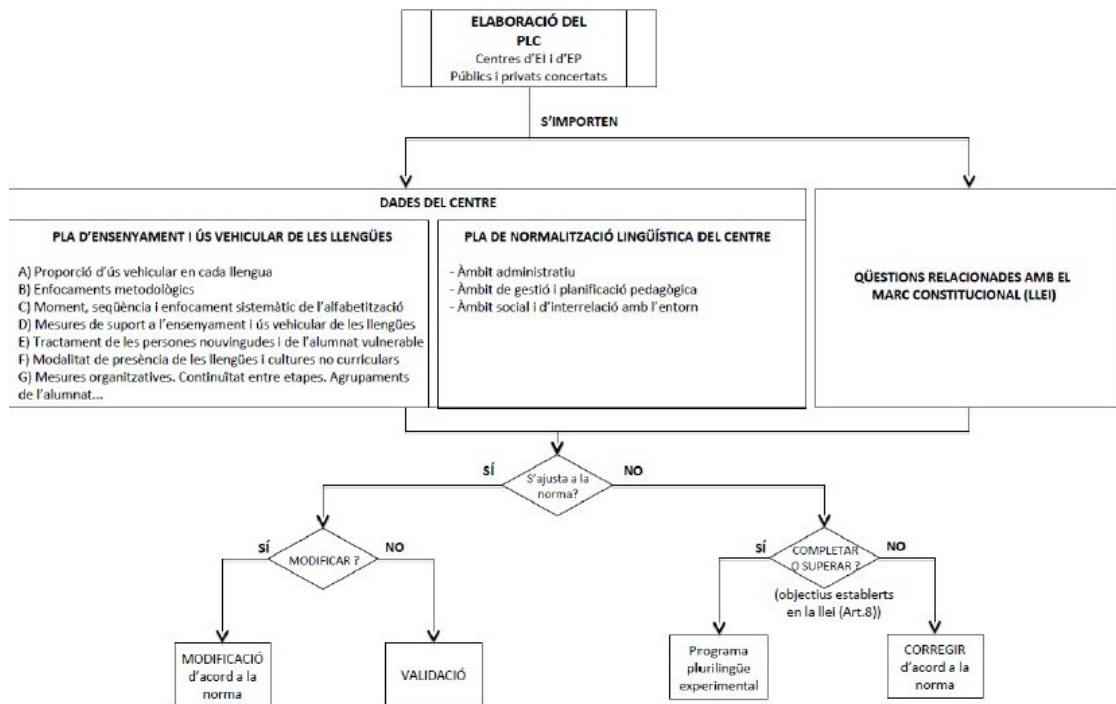 ELABORACIÓ DEL
PLC
Centres d'EI i d'EP
Públics i privats concertats
S'IMPORTEN
DADES DEL CENTRE
PLA D'ENSENYAMENT I ÚS VEHICULAR DE LES LLENGÜES
A) Proporció d'ús vehicular en cada llengua
B) Enfocaments metodològics
C) Moment, seqüència i enfocament sistemàtic de l'alfabetització
D) Mesures de suport a l'ensenyament i ús vehicular de les llengües
E) Tractament de les persones nouvingudes i de l'alumnat vulnerable
F) Modalitat de presència de les llengües i cultures no curriculars
G) Mesures organitzatives. Continuïtat entre etapes. Agrupaments
de l'alumnat...
PLA DE NORMALITZACIÓ LINGÜÍSTICA DEL CENTRE
- Àmbit administratiu
- Àmbit de gestió i planificació pedagògica
- Àmbit social i d'interrelació amb l'entorn
QÜESTIONS RELACIONADES AMB EL
MARC CONSTITUCIONAL (LLEI)
SÍ
S'ajusta a la
norma?
NO
SÍ
MODIFICAR ?
NO
SÍ
COMPLETAR
O SUPERAR ?
NO
(objectius establerts
en la llei (Art.8))
MODIFICACIÓ
d'acord a la
norma
VALIDACIÓ
Programa
plurilingüe
experimental
CORREGIR
d'acord a la
norma